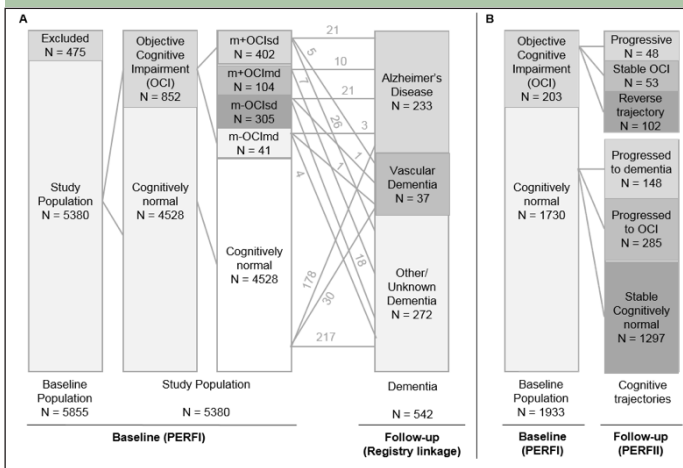 A
Excluded
N = 475
Study
Population
N = 5380
Baseline
Population
N = 5855
Objective
Cognitive
Impairment
(OCI)
N = 852
Cognitively
normal
N = 4528
m+OCIsd
N = 402
m+OCImd
N = 104
m-OCIsd
N = 305
m-OCImd
N = 41
Cognitively
normal
N = 4528
Study Population
N = 5380
Baseline (PERFI)
21
5
10
7
21
26
3
1
1
4
18
178
30
217
Alzheimer's
Disease
N = 233
Vascular
Dementia
N = 37
Other/
Unknown
Dementia
N = 272
Dementia
N = 542
Follow-up
(Registry linkage)
B
Objective
Cognitive
Impairment
(OCI)
N = 203
Cognitively
normal
N = 1730
Baseline
Population
N = 1933
Baseline
(PERFI)
Progressive
N = 48
Stable OCI
N = 53
Reverse
trajectory
N = 102
Progressed
to dementia
N = 148
Progressed
to OCI
N = 285
Stable
Cognitively
normal
N = 1297
Cognitive
trajectories
Follow-up
(PERFII)